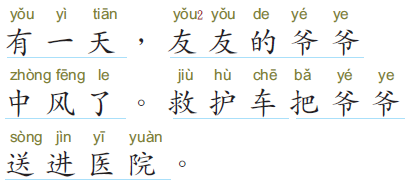 yǒu yì tiān yǒu2 yǒu de yé ye
有一天，友友的爷爷
zhòng fēng le jiù hù chē bǎ yé ye
中风了。救护车把爷爷
sòng jìn yī yuàn
送进医院。